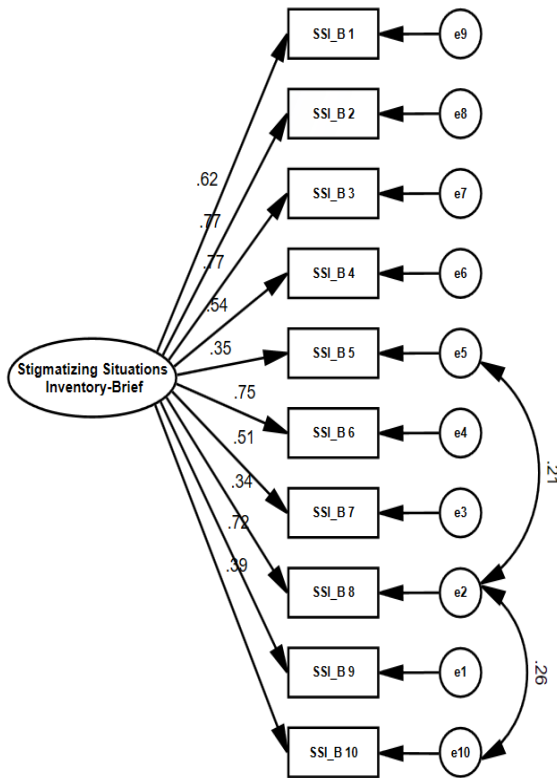 SSI_B 1
e9
SSI_B 2
e8
.62
SSI_B 3
e7
.77
.77
SSI_B 4
e6
.54
SSI_B 5
e5
.35
Stigmatizing Situations
Inventory-Brief
.75
SSI_B 6
e4
.51
.21
.34
SSI_B 7
e3
.72
.39
SSI_B 8
e2
SSI_B 9
e1
.26
SSI_B 10
e10